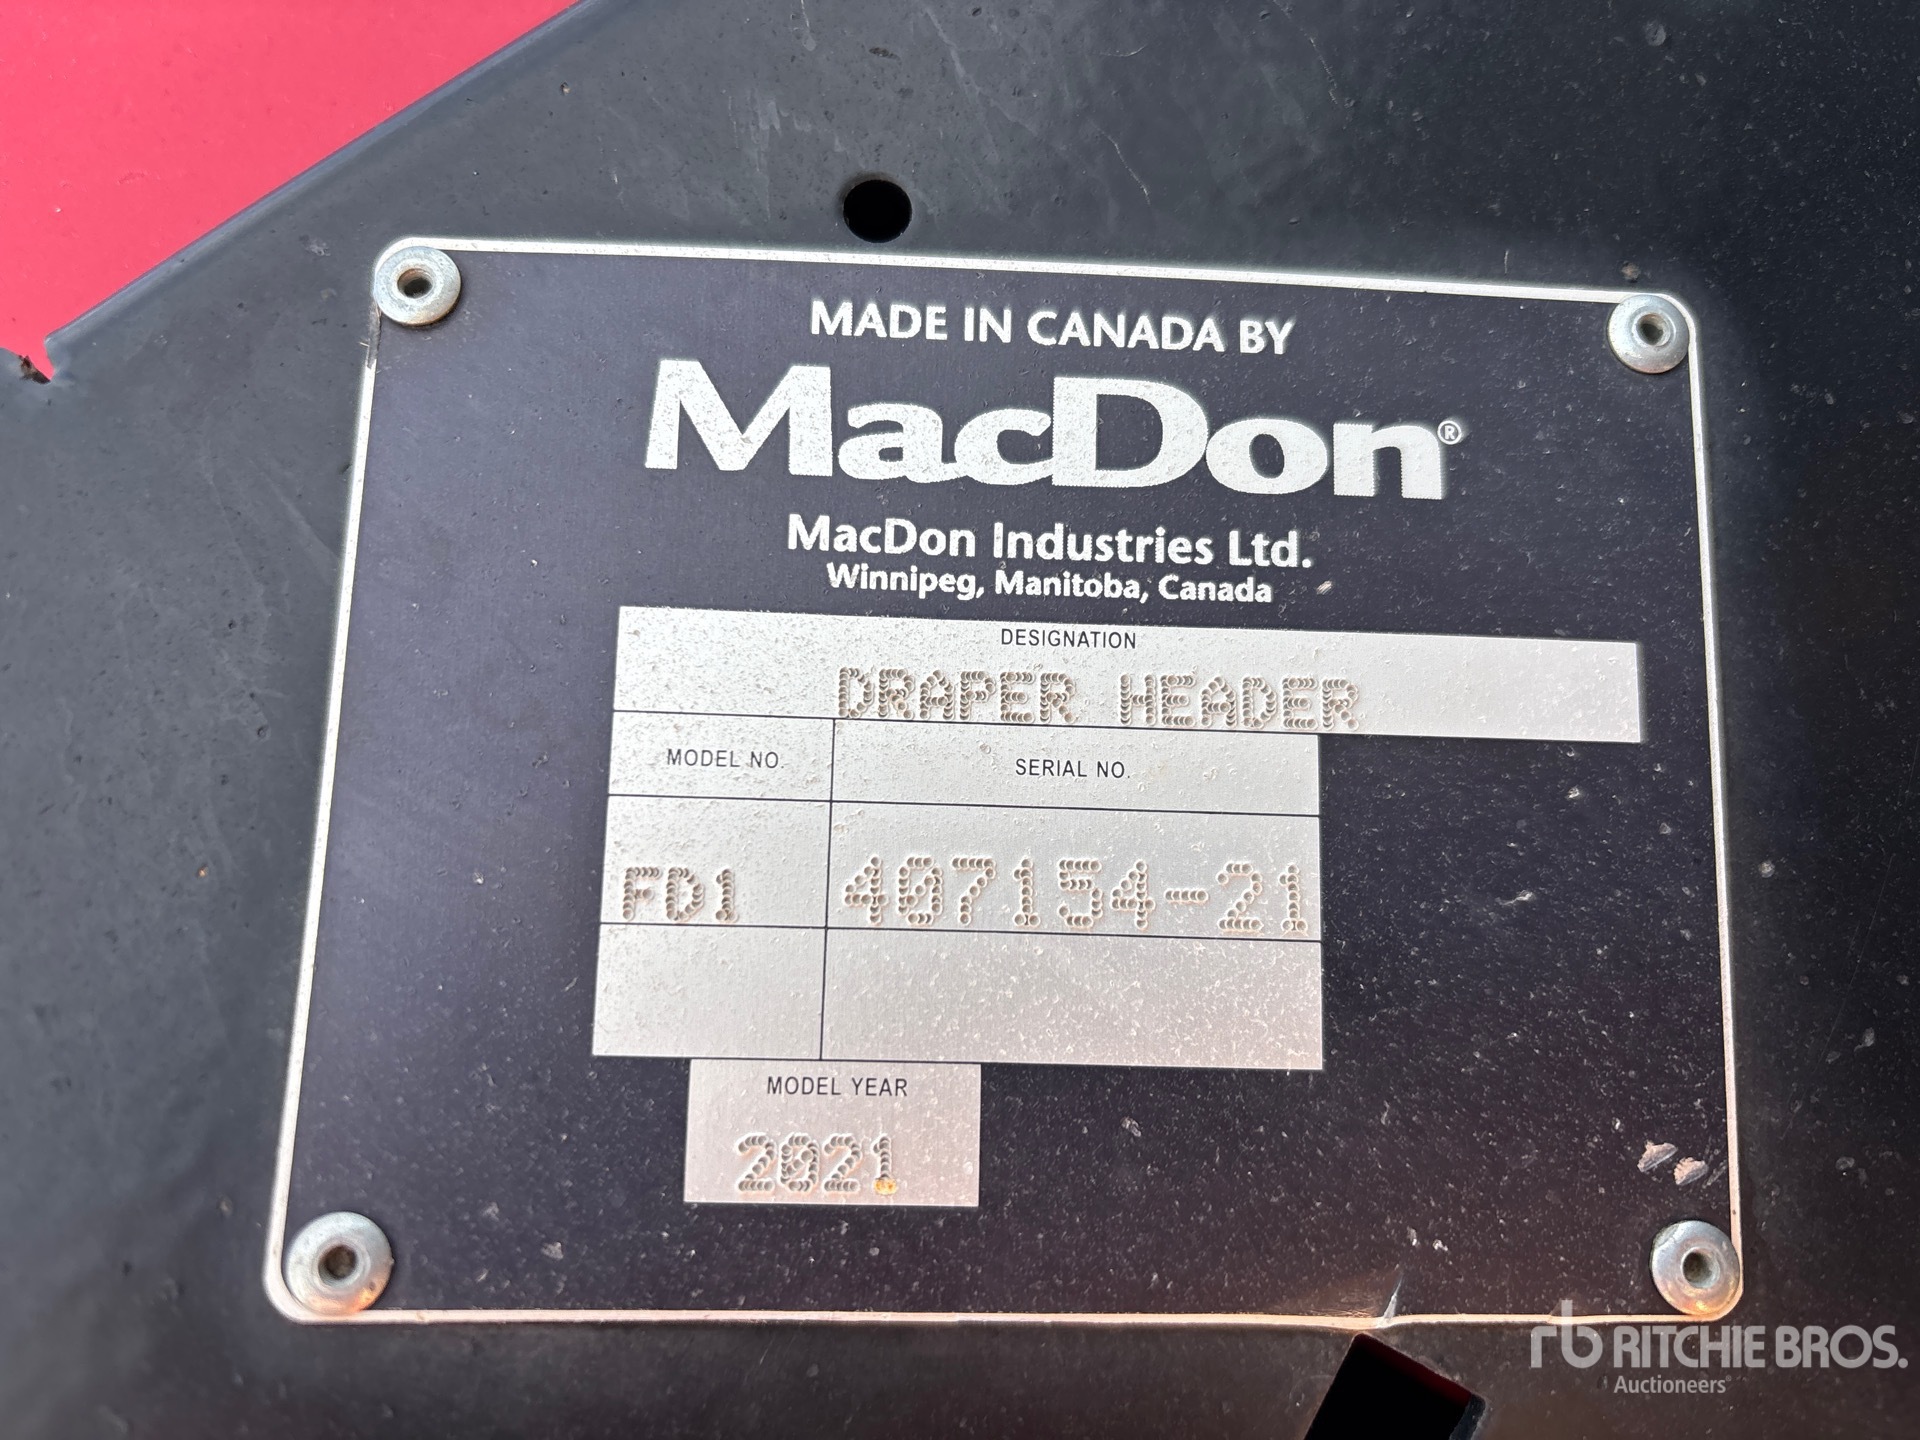 MADE IN CANADA BY
MacDon®
MacDon Industries Ltd.
Winnipeg, Manitoba, Canada
DESIGNATION
DRAPER HEADER
MODEL NO. SERIAL NO.
FD1 407154-21
MODEL YEAR
2021
rb RITCHIE BROS.
Auctioneers